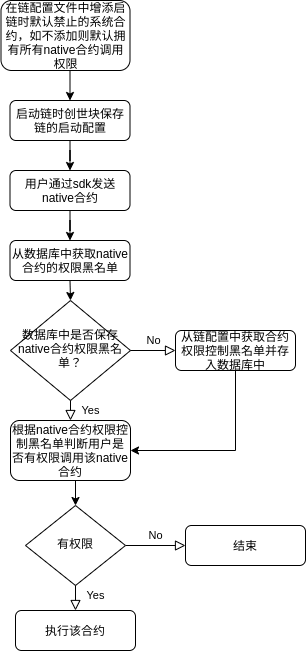 在链配置文件中增添启
链时默认禁止的系统合
约，如不添加则默认拥
有所有native合约调用
权限
启动链时创世块保存
链的启动配置
用户通过sdk发送
native合约
从数据库中获取native
合约的权限黑名单
数据库中是否保存
native合约权限黑名
单？
No
从链配置中获取合约
权限控制黑名单并存
入数据库中
Yes
根据native合约权限控
制黑名单判断用户是
否有权限调用该native
合约
有权限
No
结束
Yes
执行该合约